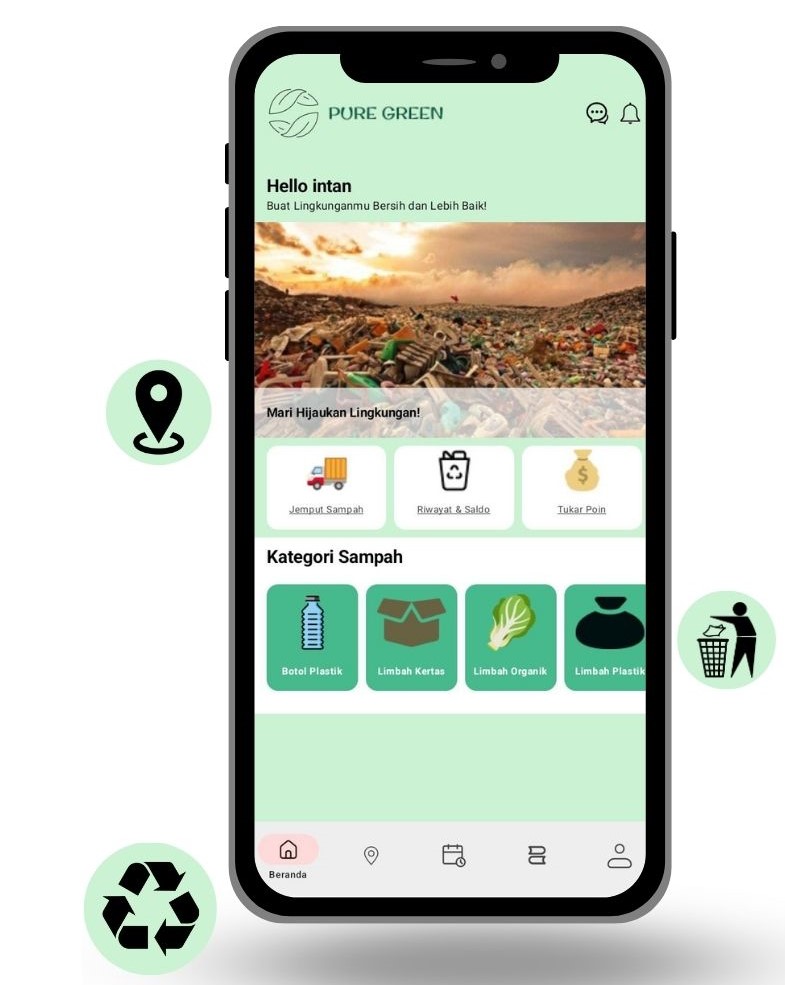 PURE GREEN
Hello intan
Buat Lingkunganmu Bersih dan Lebih Baik!
Mari Hijaukan Lingkungan!
Jemput Sampah
Riwayat & Saldo
Tukar Poin
Kategori Sampah
Botol Plastik
Limbah Kertas
Limbah Organik
Limbah Plastik
Beranda